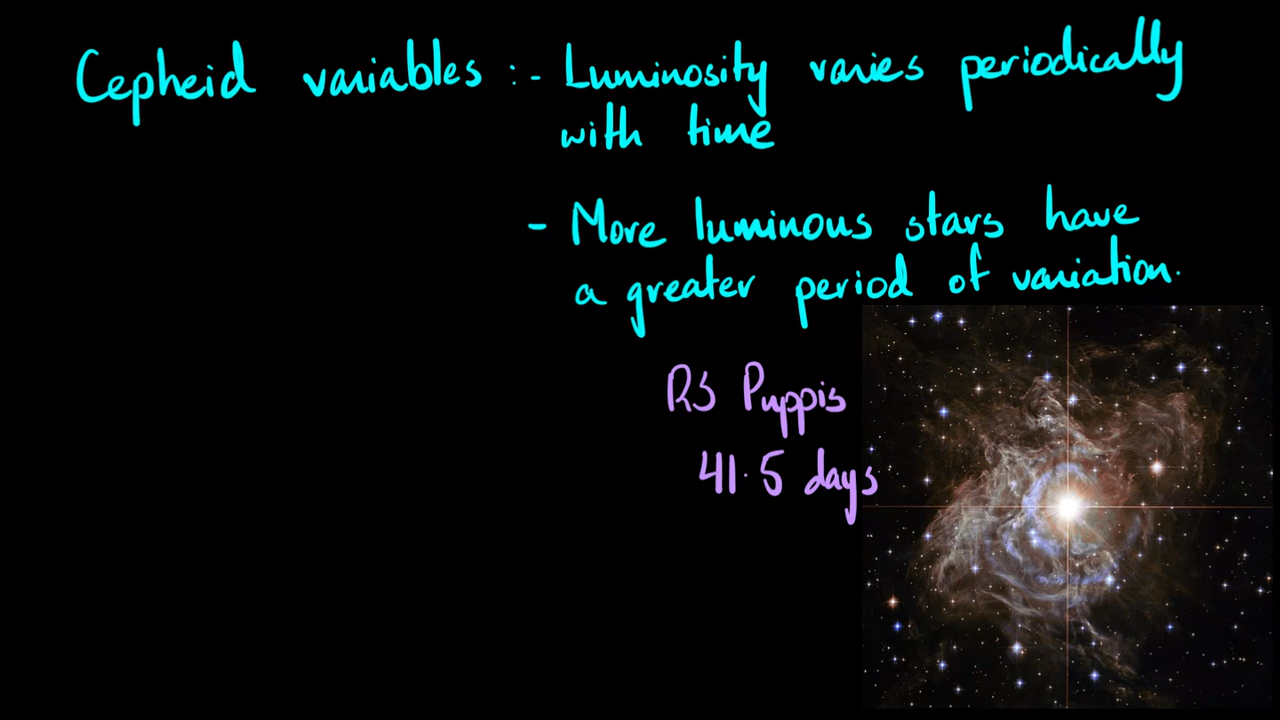 Cepheid variables :- Luminosity varies periodically
with time
- More luminous stars have
a greater period of variation.
RS Puppis
41.5 days